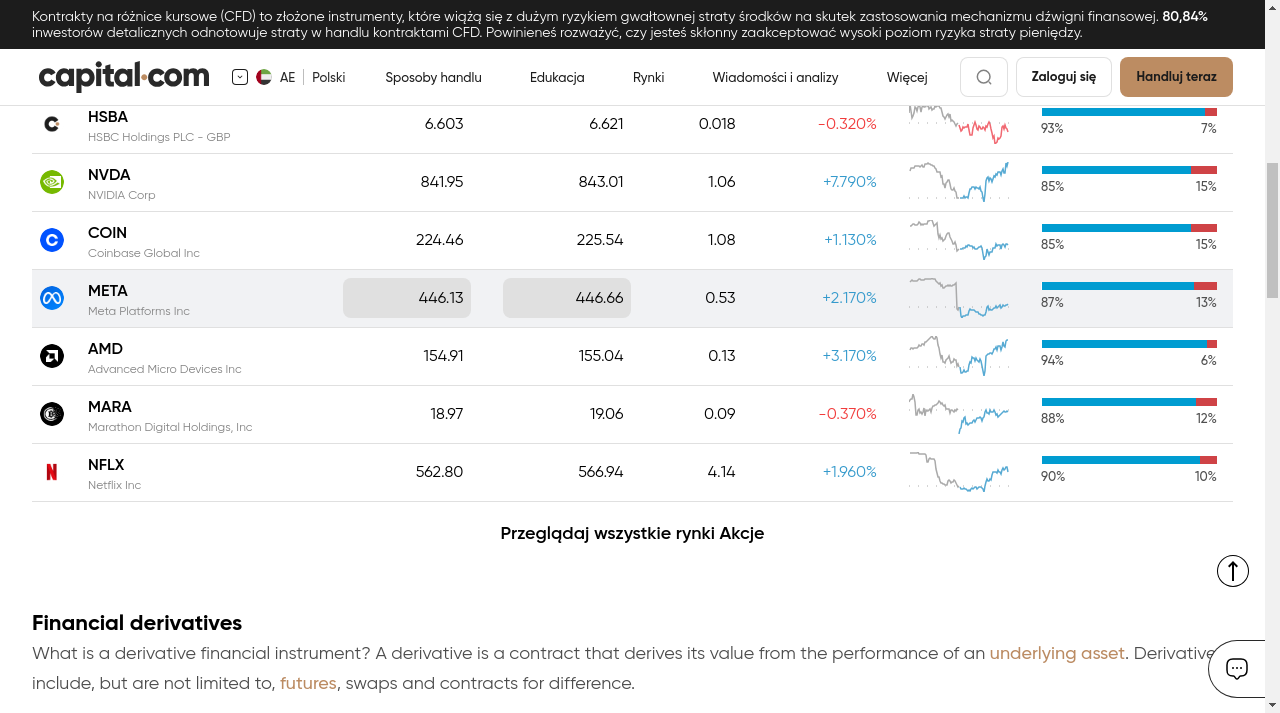 Kontrakty na różnice kursowe (CFD) to złożone instrumenty, które wiążą się z dużym ryzykiem gwałtownej straty środków na skutek zastosowania mechanizmu dźwigni finansowej. 80,84%
inwestorów detalicznych odnotowuje straty w handlu kontraktami CFD. Powinieneś rozważyć, czy jesteś skłonny zaakceptować wysoki poziom ryzyka straty pieniędzy.
capital.com AE Polski Sposoby handlu Edukacja Rynki Wiadomości i analizy Więcej Zaloguj się Handluj teraz
HSBA 6.603 6.621 0.018 -0.320%
HSBC Holdings PLC - GBP 93% 7%
NVDA 841.95 843.01 1.06 +7.790%
NVIDIA Corp 85% 15%
COIN 224.46 225.54 1.08 +1.130%
Coinbase Global Inc 85% 15%
META 446.13 446.66 0.53 +2.170%
Meta Platforms Inc 87% 13%
AMD 154.91 155.04 0.13 +3.170%
Advanced Micro Devices Inc 94% 6%
MARA 18.97 19.06 0.09 -0.370%
Marathon Digital Holdings, Inc 88% 12%
NFLX 562.80 566.94 4.14 +1.960%
Netflix Inc 90% 10%
Przeglądaj wszystkie rynki Akcje
Financial derivatives
What is a derivative financial instrument? A derivative is a contract that derives its value from the performance of an underlying asset. Derivative
include, but are not limited to, futures, swaps and contracts for difference.